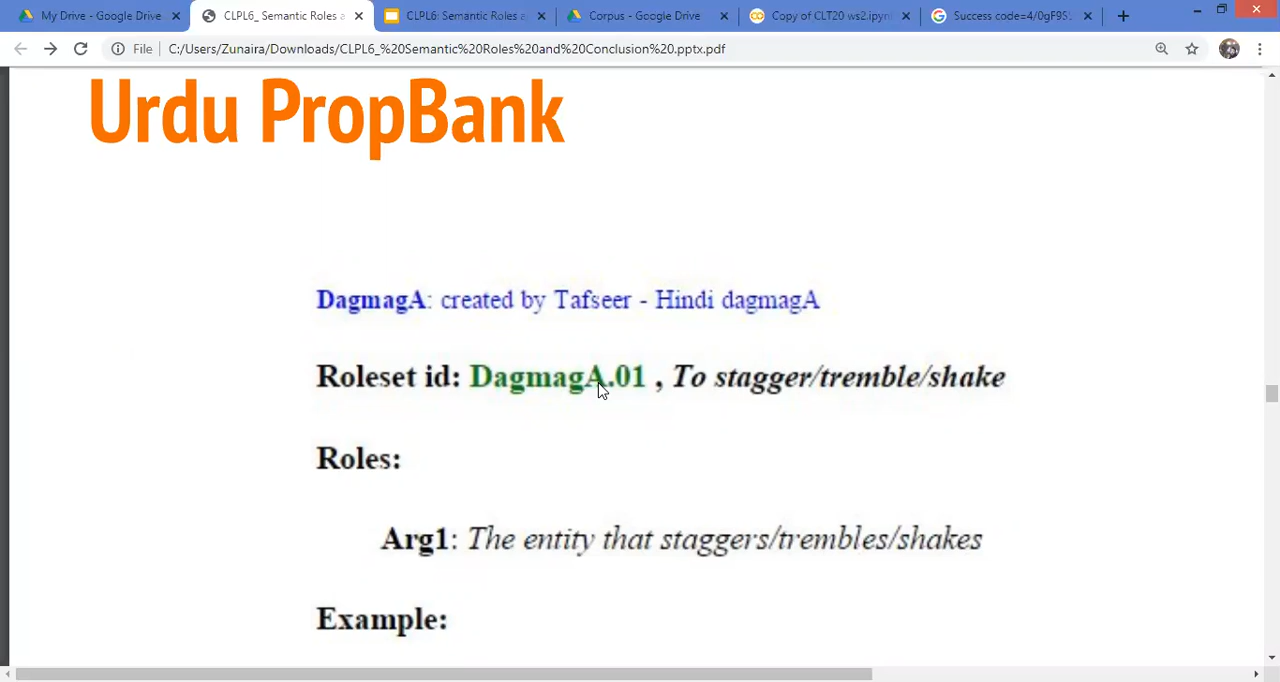 My Drive - Google Drive
CLPL6_ Semantic Roles a
CLPL6: Semantic Roles a
Corpus - Google Drive
Copy of CLT20 ws2.ipynb
Success code=4/0gF9S
File
C:/Users/Zunaira/Downloads/CLPL6_%20Semantic%20Roles%20and%20Conclusion%20.pptx.pdf
Urdu PropBank
DagmagA: created by Tafseer - Hindi dagmagA
Roleset id: DagmagA.01 , To stagger/tremble/shake
Roles:
Arg1: The entity that staggers/trembles/shakes
Example: